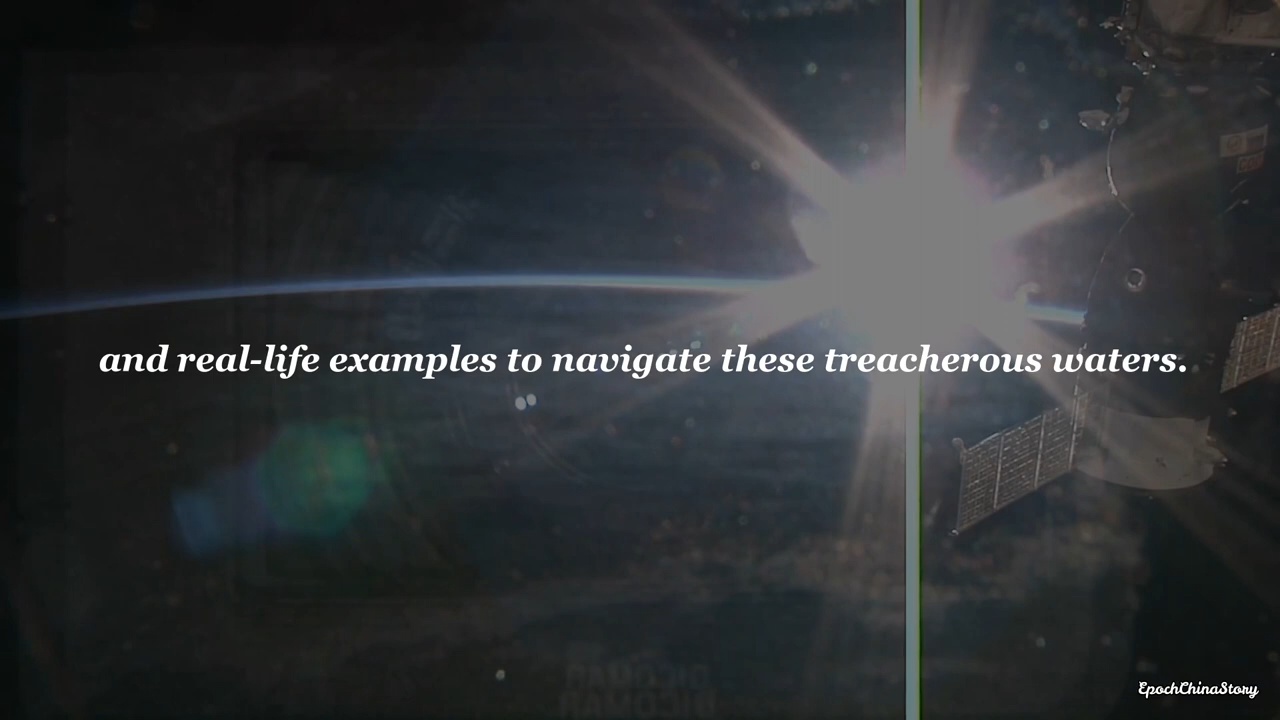 and real-life examples to navigate these treacherous waters.
EpochChinaStory